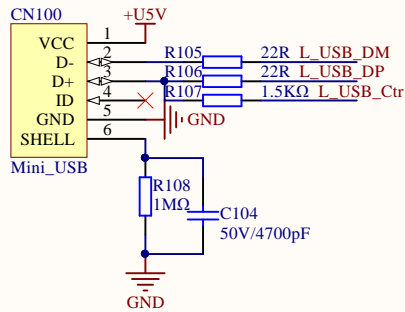 CN100
+U5V
VCC 1
D- 2 R105 22R L_USB_DM
D+ 3 R106 22R L_USB_DP
ID 4 R107 1.5KΩ L_USB_Ctr
GND 5 GND
SHELL 6
Mini_USB
R108
1MΩ
C104
50V/4700pF
GND